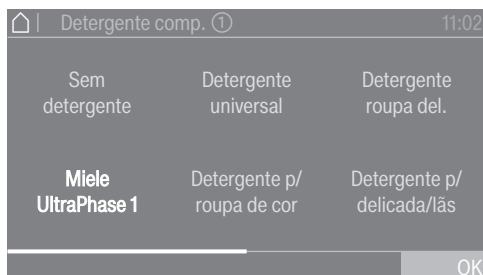 Detergente comp. ① 11:02
Sem detergente
Detergente universal
Detergente roupa del.
Miele UltraPhase 1
Detergente p/ roupa de cor
Detergente p/ delicada/lãs
OK